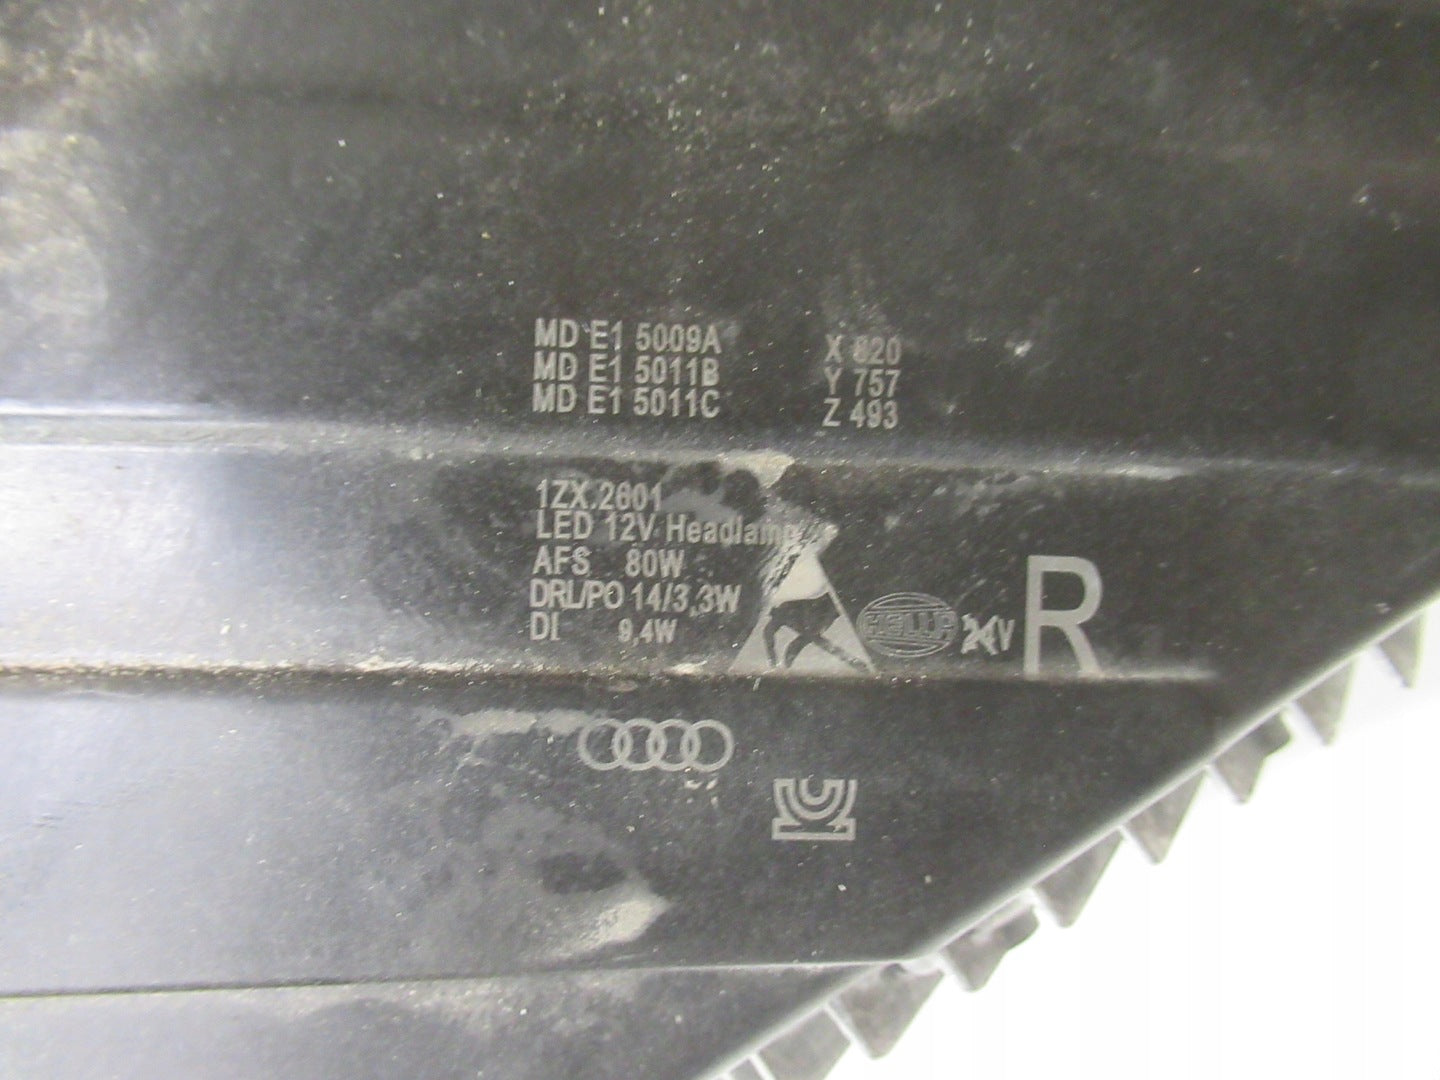 MD E1 5009A
MD E1 5011B
MD E1 5011C
X 820
Y 757
Z 493
1ZX.2601
LED 12V Headlamp
AFS 80W
DRL/PO 14/3,3W
DI 9,4W
HELLA
24V
R